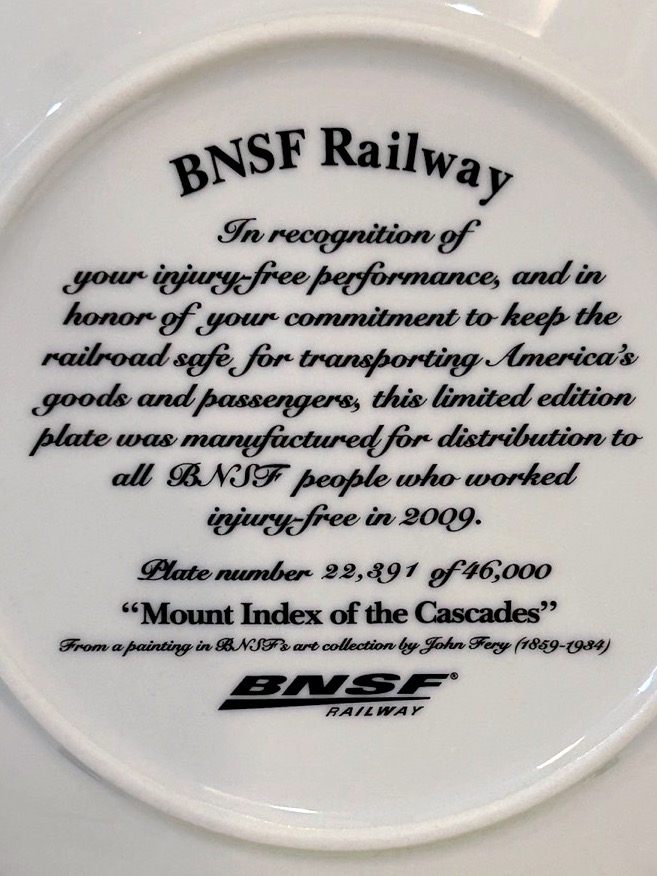 BNSF Railway
In recognition of
your injury-free performance, and in
honor of your commitment to keep the
railroad safe for transporting America's
goods and passengers, this limited edition
plate was manufactured for distribution to
all BNSF people who worked
injury-free in 2009.
Plate number 22,391 of 46,000
“Mount Index of the Cascades”
From a painting in BNSF's art collection by John Fery (1859-1934)
BNSF®
RAILWAY